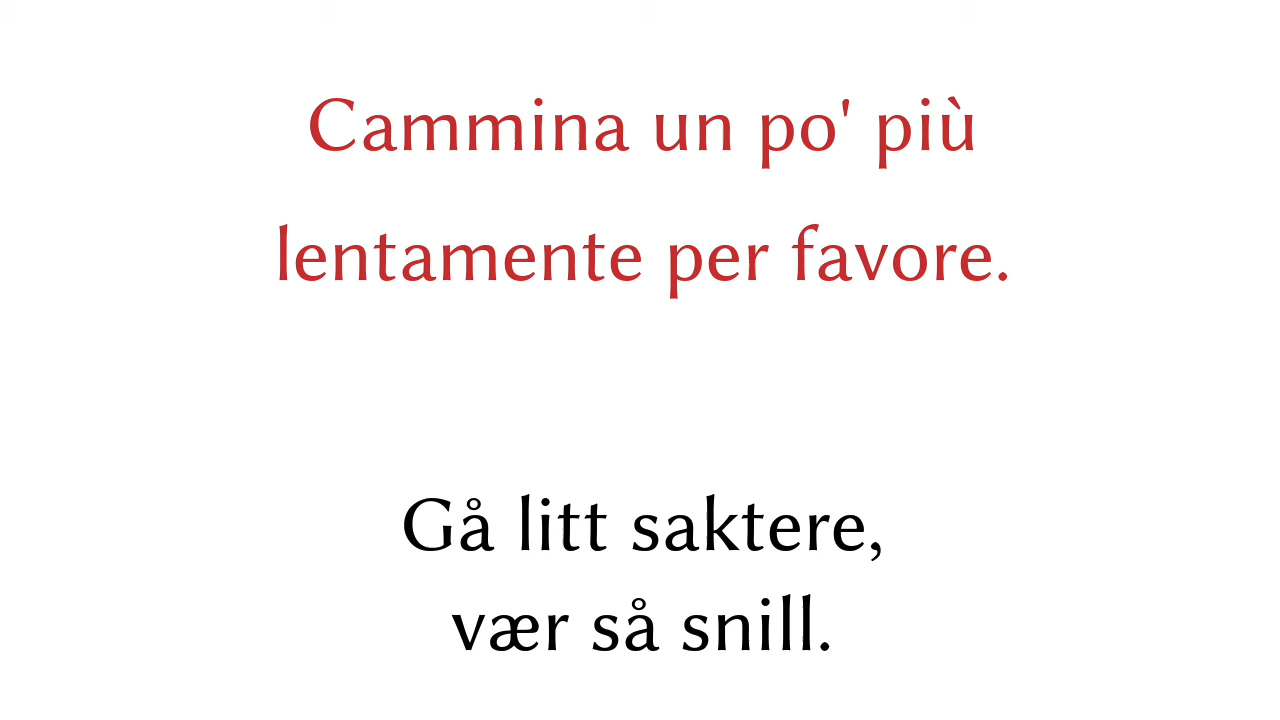 Cammina un po' più
lentamente per favore.
Gå litt saktere,
vær så snill.